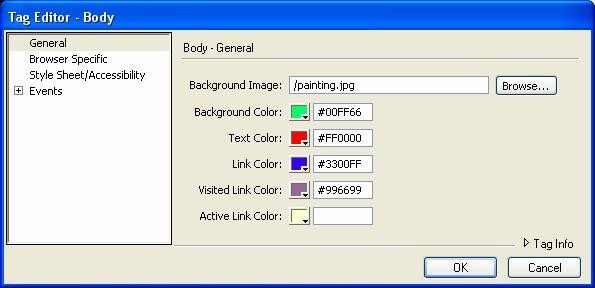 Tag Editor - Body
General
Browser Specific
Style Sheet/Accessibility
Events
Body - General
Background Image: /painting.jpg Browse...
Background Color: #00FF66
Text Color: #FF0000
Link Color: #3300FF
Visited Link Color: #996699
Active Link Color:
Tag Info
OK Cancel